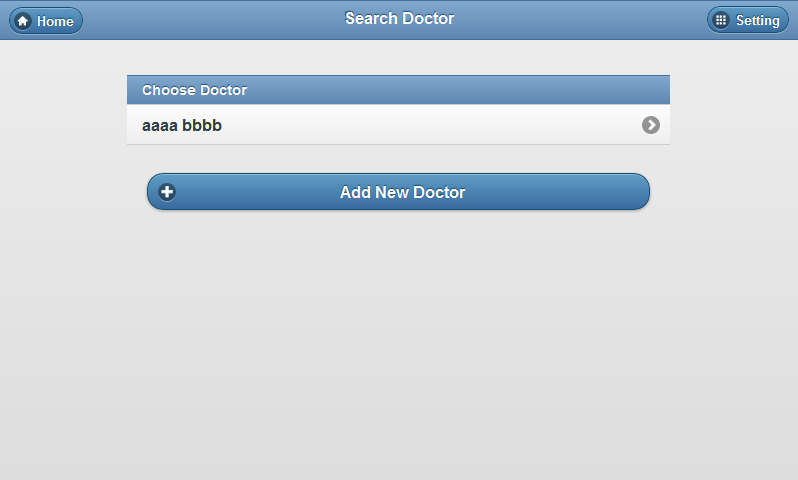 Home
Search Doctor
Setting
Choose Doctor
aaaa bbbb
Add New Doctor